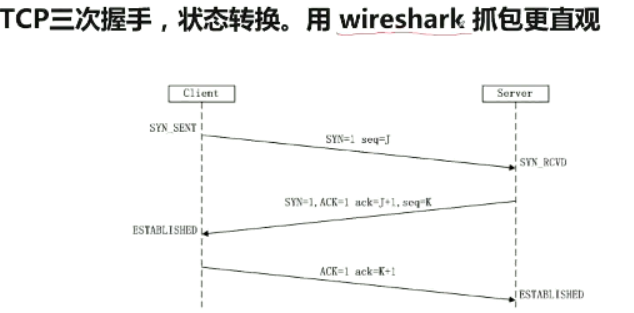 TCP三次握手，状态转换。用 wireshark 抓包更直观
Client Server
SYN_SENT
SYN=1 seq=J
SYN_RCVD
SYN=1,ACK=1 ack=J+1,seq=K
ESTABLISHED
ACK=1 ack=K+1
ESTABLISHED